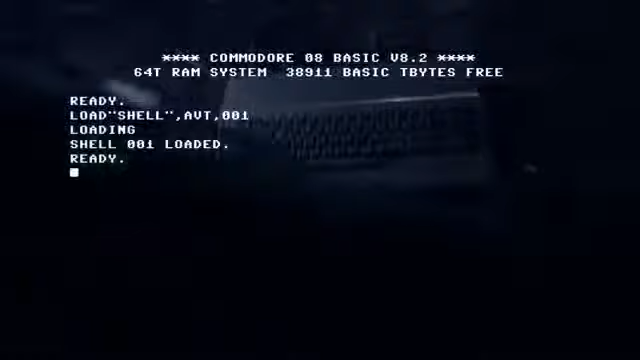 **** COMMODORE 08 BASIC V8.2 ****
64T RAM SYSTEM 38911 BASIC TBYTES FREE
READY.
LOAD"SHELL",AVT,001
LOADING
SHELL 001 LOADED.
READY.